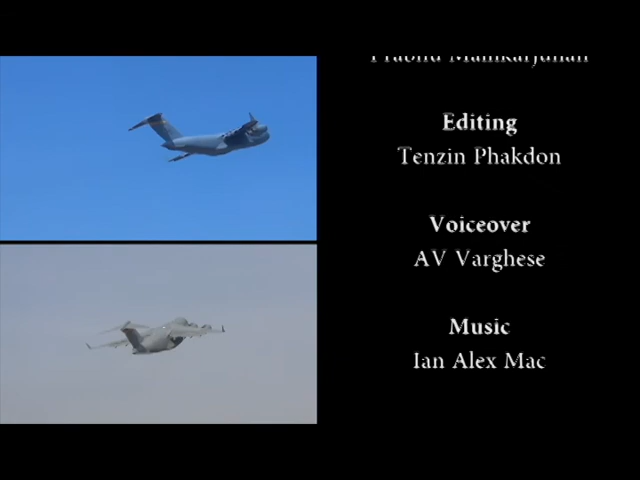 Editing
Tenzin Phakdon
Voiceover
AV Varghese
Music
Ian Alex Mac